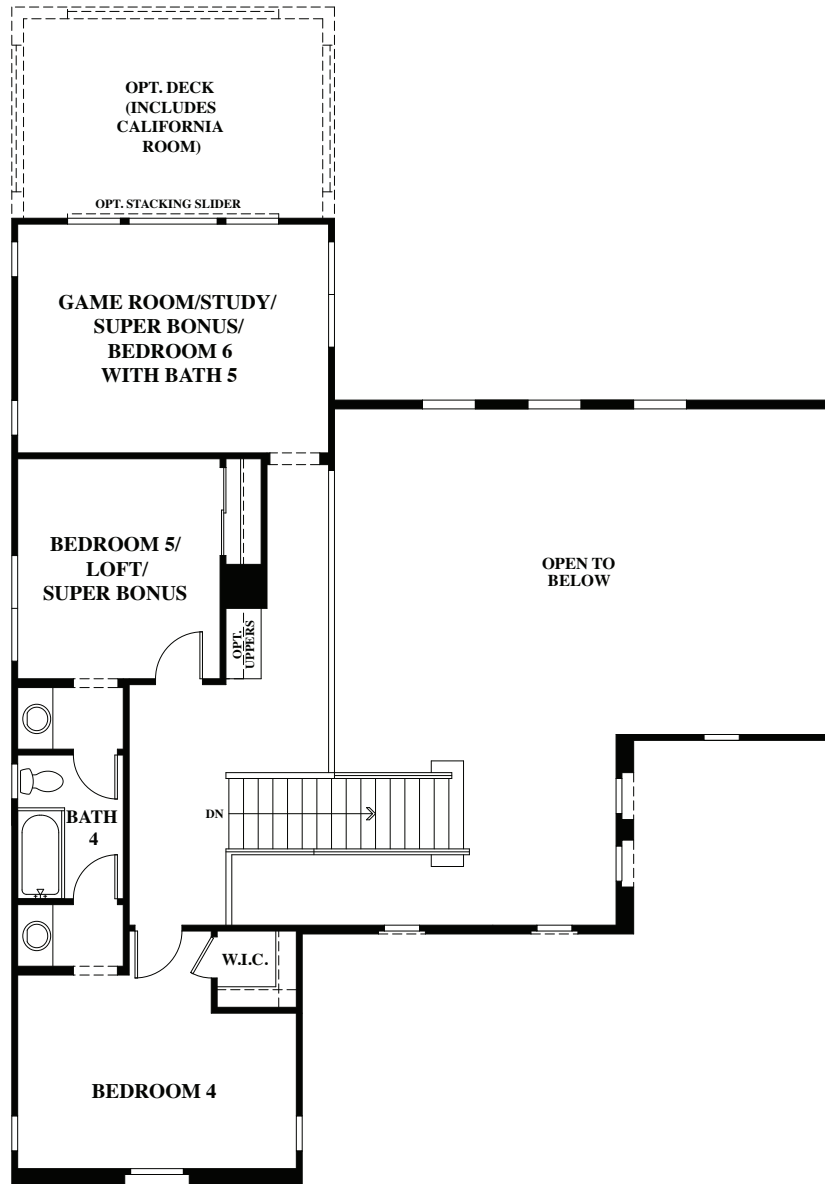 OPT. DECK
(INCLUDES
CALIFORNIA
ROOM)
OPT. STACKING SLIDER
GAME ROOM/STUDY/
SUPER BONUS/
BEDROOM 6
WITH BATH 5
BEDROOM 5/
LOFT/
SUPER BONUS
OPEN TO
BELOW
OPT.
UPPERS
DN
BATH
4
W.I.C.
BEDROOM 4